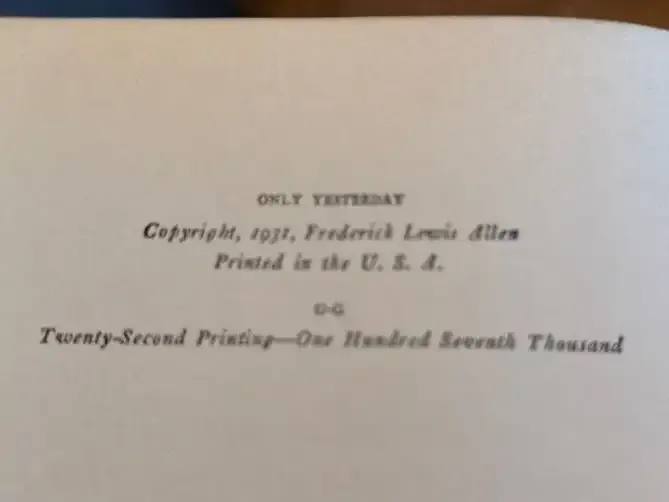 ONLY YESTERDAY
Copyright, 1931, Frederick Lewis Allen
Printed in the U. S. A.
G-G
Twenty-Second Printing—One Hundred Seventh Thousand